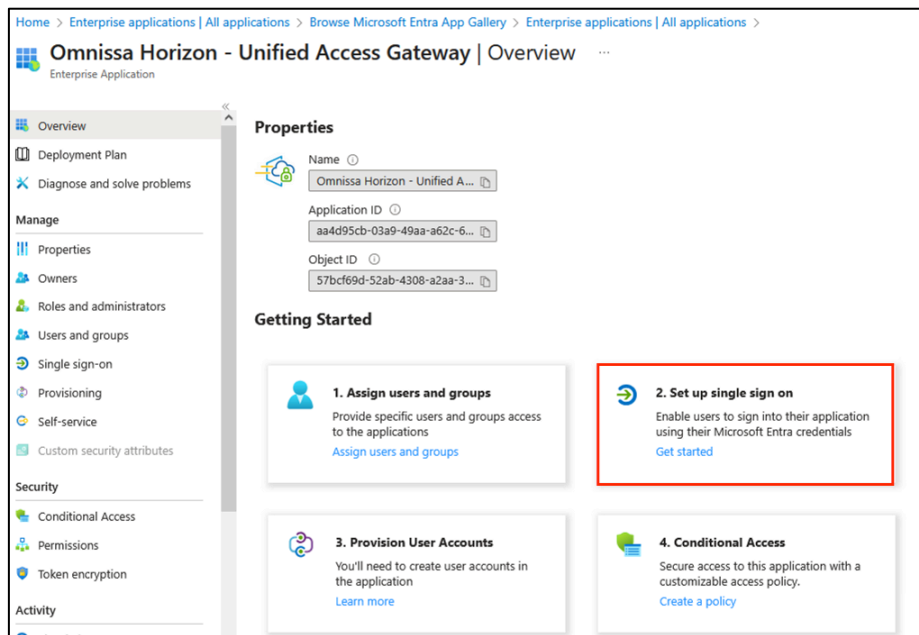 Home > Enterprise applications | All applications > Browse Microsoft Entra App Gallery > Enterprise applications | All applications >
Omnissa Horizon - Unified Access Gateway | Overview ...
Enterprise Application
«
Overview
Deployment Plan
Diagnose and solve problems
Manage
Properties
Owners
Roles and administrators
Users and groups
Single sign-on
Provisioning
Self-service
Custom security attributes
Security
Conditional Access
Permissions
Token encryption
Activity
Properties
Name
Omnissa Horizon - Unified A...
Application ID
aa4d95cb-03a9-49aa-a62c-6...
Object ID
57bcf69d-52ab-4308-a2aa-3...
Getting Started
1. Assign users and groups
Provide specific users and groups access
to the applications
Assign users and groups
2. Set up single sign on
Enable users to sign into their application
using their Microsoft Entra credentials
Get started
3. Provision User Accounts
You'll need to create user accounts in
the application
Learn more
4. Conditional Access
Secure access to this application with a
customizable access policy.
Create a policy